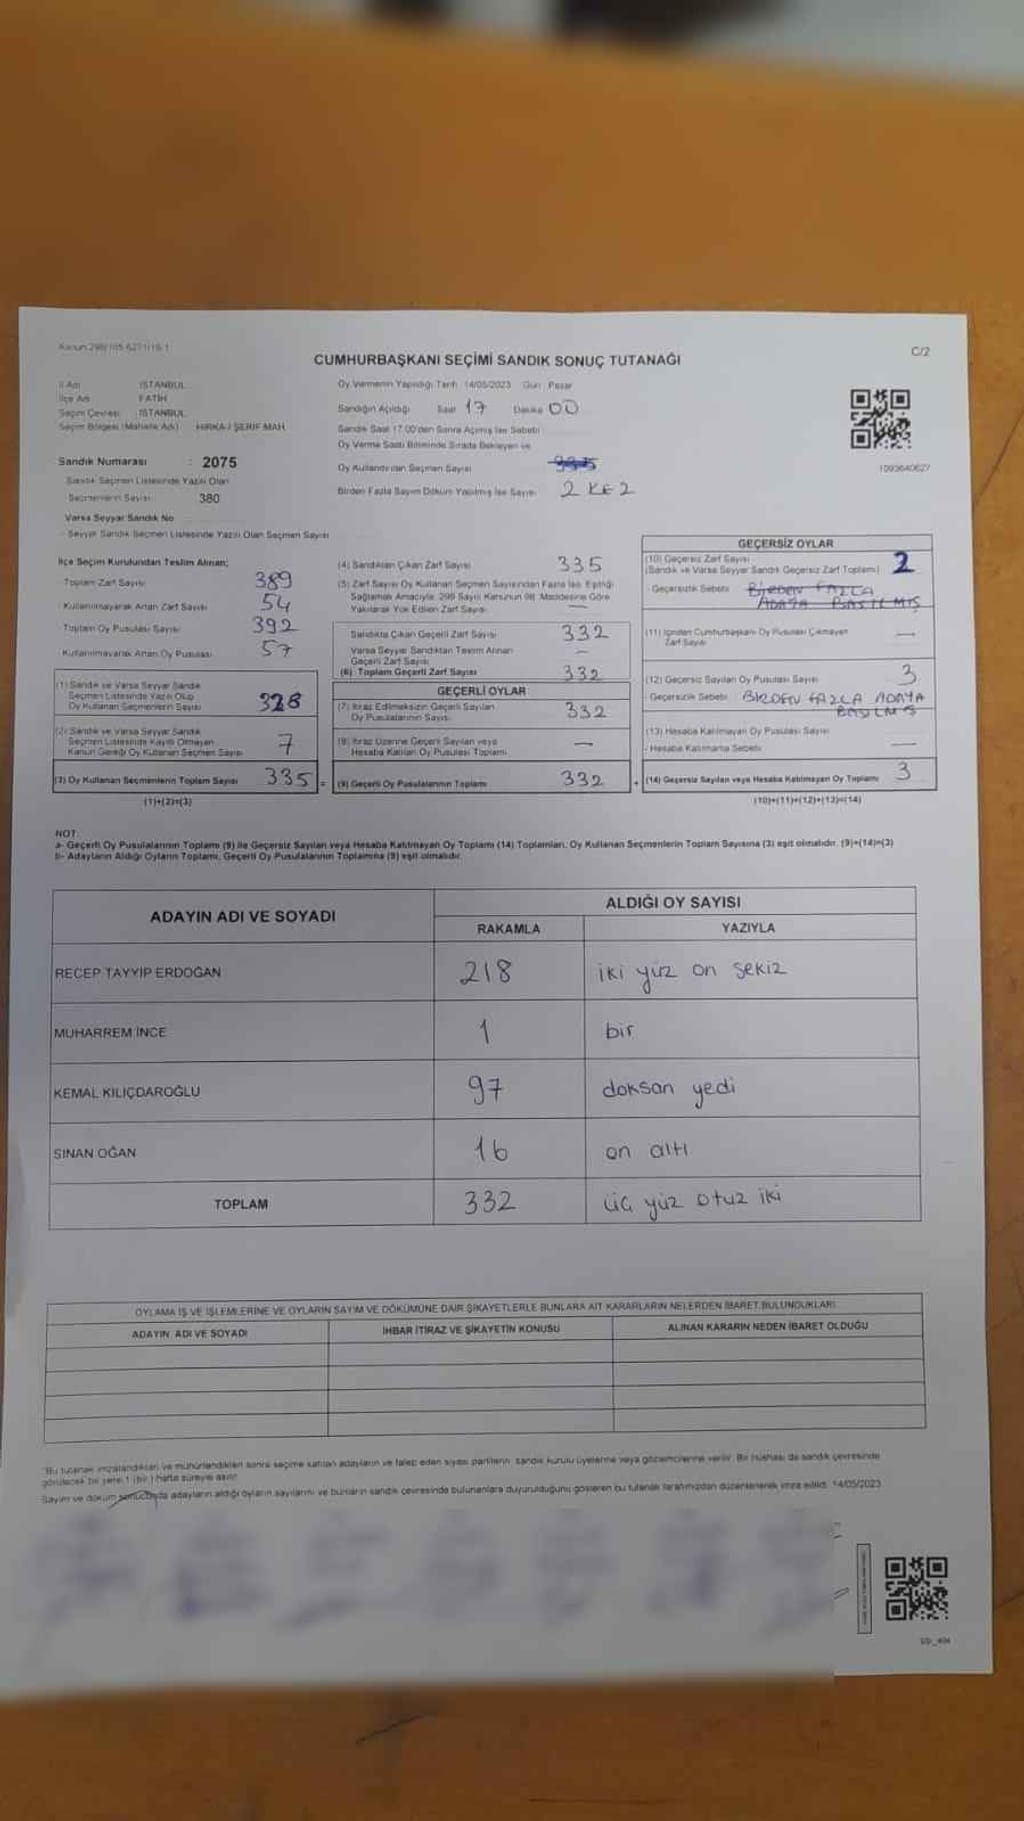 Kanun 298/105-6271/16-1
C/2
CUMHURBAŞKANI SEÇİMİ SANDIK SONUÇ TUTANAĞI
İl Adı İSTANBUL
İlçe Adı FATİH
Seçim Çevresi İSTANBUL
Seçim Bölgesi (Mahalle Adı) HIRKA-İ ŞERİF MAH.
Sandık Numarası : 2075
Sandık Seçmen Listesinde Yazılı Olan
Seçmenlerin Sayısı 380
Varsa Seyyar Sandık No
Seyyar Sandık Seçmen Listesinde Yazılı Olan Seçmen Sayısı
Oy Vermenin Yapıldığı Tarih 14/05/2023 Gün Pazar
Sandığın Açıldığı Saat 17 Dakika 00
Sandık Saat 17.00'den Sonra Açılmış İse Sebebi
Oy Verme Saati Bitiminde Sırada Bekleyen ve
Oy Kullandırılan Seçmen Sayısı 335
Birden Fazla Sayım Döküm Yapılmış İse Sayısı 2 KE2
1093640627
İlçe Seçim Kurulundan Teslim Alınan;
Toplam Zarf Sayısı 389
Kullanılmayarak Artan Zarf Sayısı 54
Toplam Oy Pusulası Sayısı 392
Kullanılmayarak Artan Oy Pusulası 57
(1) Sandık ve Varsa Seyyar Sandık
Seçmen Listesinde Yazılı Olup
Oy Kullanan Seçmenlerin Sayısı 328
(2) Sandık ve Varsa Seyyar Sandık
Seçmen Listesinde Kayıtlı Olmayan
Kanun Gereği Oy Kullanan Seçmen Sayısı 7
(3) Oy Kullanan Seçmenlerin Toplam Sayısı 335 =
(1)+(2)=(3)
(4) Sandıktan Çıkan Zarf Sayısı 335
(5) Zarf Sayısı Oy Kullanan Seçmen Sayısından Fazla İse, Eşitliği
Sağlamak Amacıyla, 298 Sayılı Kanunun 98. Maddesine Göre
Yakılarak Yok Edilen Zarf Sayısı —
Sandıkta Çıkan Geçerli Zarf Sayısı 332
Varsa Seyyar Sandıktan Teslim Alınan
Geçerli Zarf Sayısı —
(6) Toplam Geçerli Zarf Sayısı 332
GEÇERLİ OYLAR
(7) İtiraz Edilmeksizin Geçerli Sayılan
Oy Pusulalarının Sayısı 332
(8) İtiraz Üzerine Geçerli Sayılan veya
Hesaba Katılan Oy Pusulası Toplamı —
(9) Geçerli Oy Pusulalarının Toplamı 332 +
GEÇERSİZ OYLAR
(10) Geçersiz Zarf Sayısı
(Sandık ve Varsa Seyyar Sandık Geçersiz Zarf Toplamı) 2
- Geçersizlik Sebebi BİRDEN FAZLA
ADAYA BASILMIŞ
(11) İçinden Cumhurbaşkanı Oy Pusulası Çıkmayan
Zarf Sayısı —
(12) Geçersiz Sayılan Oy Pusulası Sayısı 3
- Geçersizlik Sebebi BİRDEN FAZLA ADAYA
BASILMIŞ
(13) Hesaba Katılmayan Oy Pusulası Sayısı
- Hesaba Katılmama Sebebi —
(14) Geçersiz Sayılan veya Hesaba Katılmayan Oy Toplamı 3
(10)+(11)+(12)+(13)=(14)
NOT:
a- Geçerli Oy Pusulalarının Toplamı (9) ile Geçersiz Sayılan veya Hesaba Katılmayan Oy Toplamı (14) Toplamları; Oy Kullanan Seçmenlerin Toplam Sayısına (3) eşit olmalıdır. (9)+(14)=(3)
b- Adayların Aldığı Oyların Toplamı, Geçerli Oy Pusulalarının Toplamına (9) eşit olmalıdır.
ADAYIN ADI VE SOYADI
ALDIĞI OY SAYISI
RAKAMLA YAZIYLA
RECEP TAYYİP ERDOĞAN 218 iki yüz on sekiz
MUHARREM İNCE 1 bir
KEMAL KILIÇDAROĞLU 97 doksan yedi
SİNAN OĞAN 16 on altı
TOPLAM 332 üç yüz otuz iki
OYLAMA İŞ VE İŞLEMLERİNE VE OYLARIN SAYIM VE DÖKÜMÜNE DAİR ŞİKAYETLERLE BUNLARA AİT KARARLARIN NELERDEN İBARET BULUNDUKLARI
ADAYIN ADI VE SOYADI İHBAR İTİRAZ VE ŞİKAYETİN KONUSU ALINAN KARARIN NEDEN İBARET OLDUĞU
"Bu tutanak imzalandıktan ve mühürlendikten sonra seçime katılan adayların ve talep eden siyasi partilerin sandık kurulu üyelerine veya gözlemcilerine verilir. Bir nüshası da sandık çevresinde
görülecek bir yere 1 (bir) hafta süreyle asılır.
Sayım ve döküm sonucunda adayların aldığı oyların sayılarını ve bunların sandık çevresinde bulunanlara duyurulduğunu gösteren bu tutanak tarafımızdan düzenlenerek imza edildi. 14/05/2023